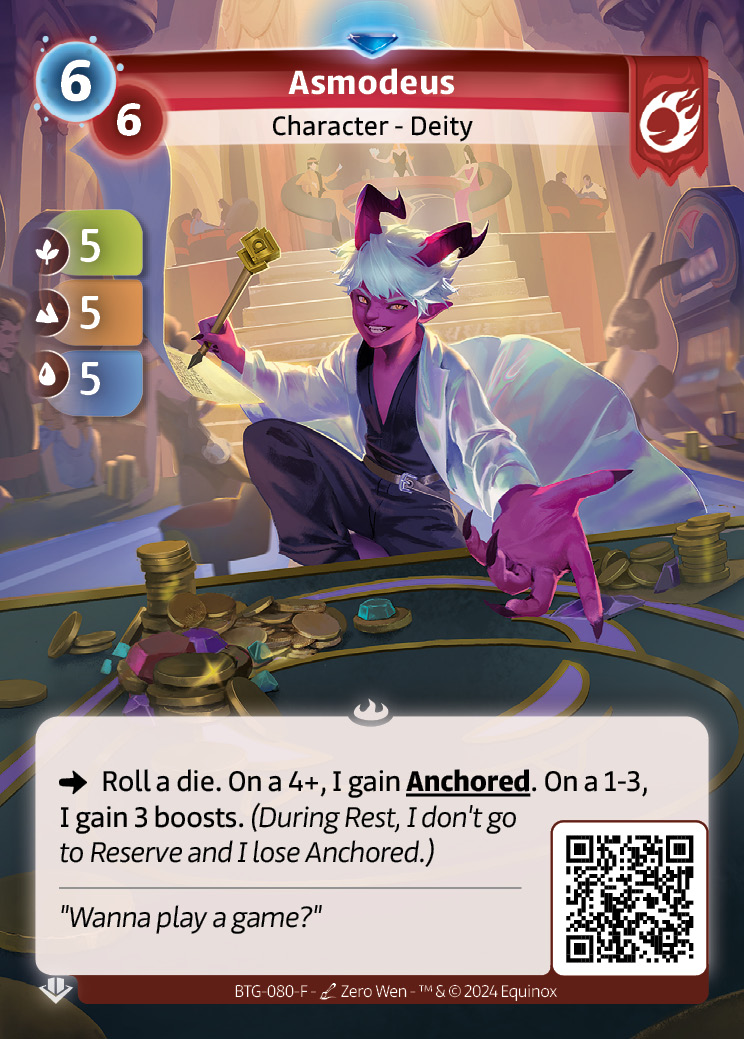 6
Asmodeus
6
Character - Deity
5
5
5
Roll a die. On a 4+, I gain Anchored. On a 1-3,
I gain 3 boosts. (During Rest, I don't go
to Reserve and I lose Anchored.)
"Wanna play a game?"
BTG-080-F - Zero Wen - ™ & © 2024 Equinox